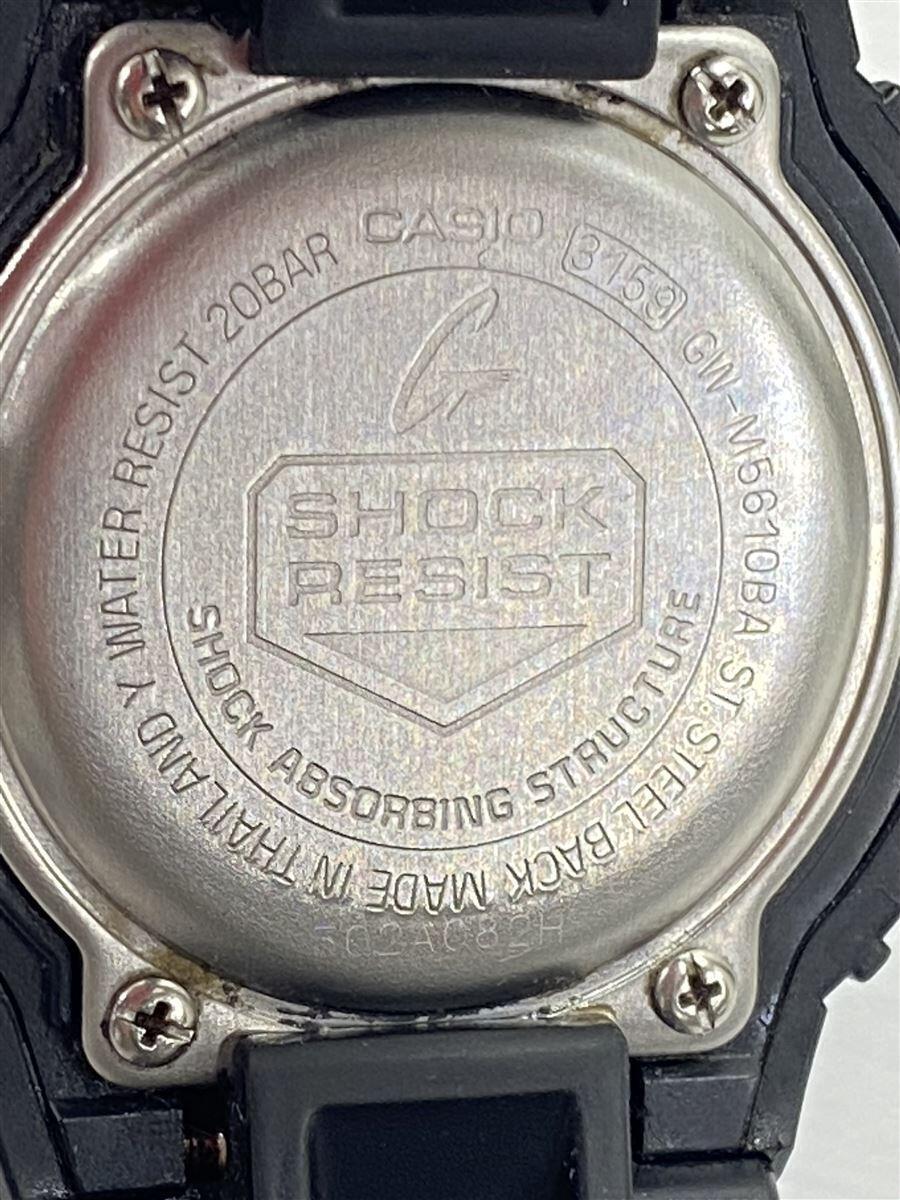 CASIO
3159 GW-M5610BA ST.STEEL BACK MADE IN THAILAND Y WATER RESIST 20BAR
G
SHOCK
RESIST
SHOCK ABSORBING STRUCTURE